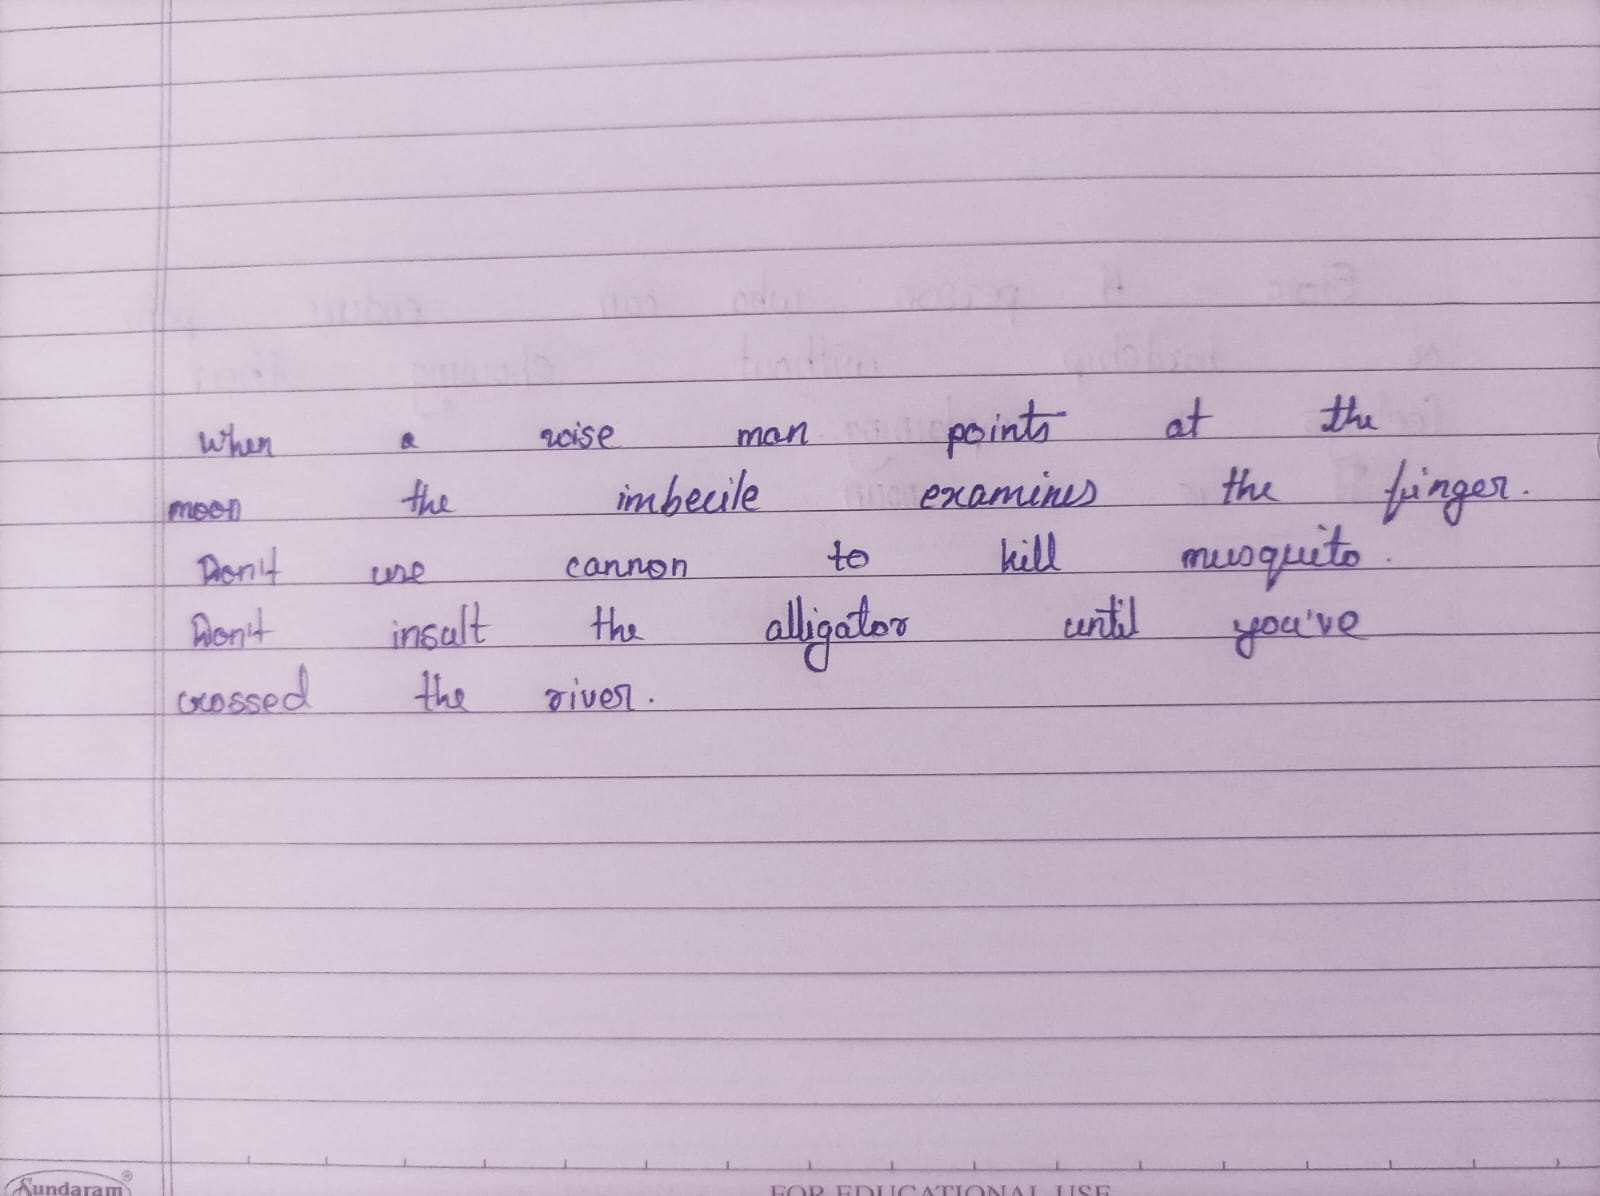 When a wise man points at the
moon the imbecile examines the finger.
Don't use cannon to kill musquito.
Don't insult the alligator until you've
crossed the river.
Sundaram®
FOR EDUCATIONAL USE